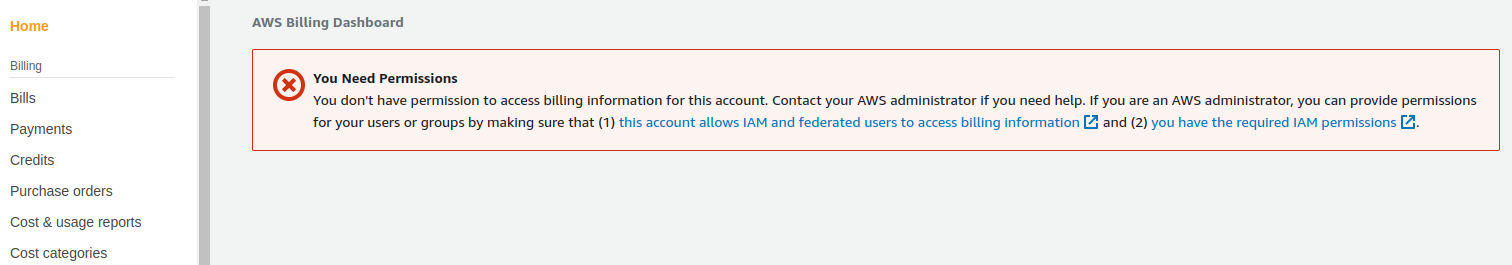 Home
Billing
Bills
Payments
Credits
Purchase orders
Cost & usage reports
Cost categories
AWS Billing Dashboard
You Need Permissions
You don't have permission to access billing information for this account. Contact your AWS administrator if you need help. If you are an AWS administrator, you can provide permissions
for your users or groups by making sure that (1) this account allows IAM and federated users to access billing information and (2) you have the required IAM permissions .